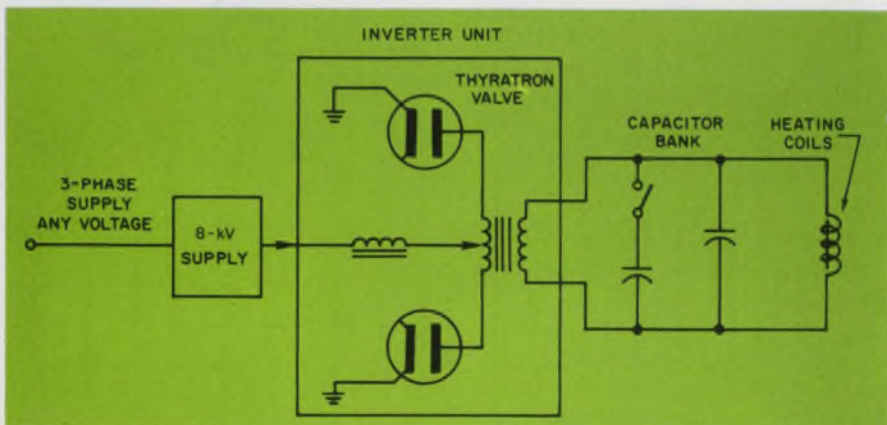 INVERTER UNIT
THYRATRON
VALVE
CAPACITOR
BANK
HEATING
COILS
3-PHASE
SUPPLY
ANY VOLTAGE
8-kV
SUPPLY